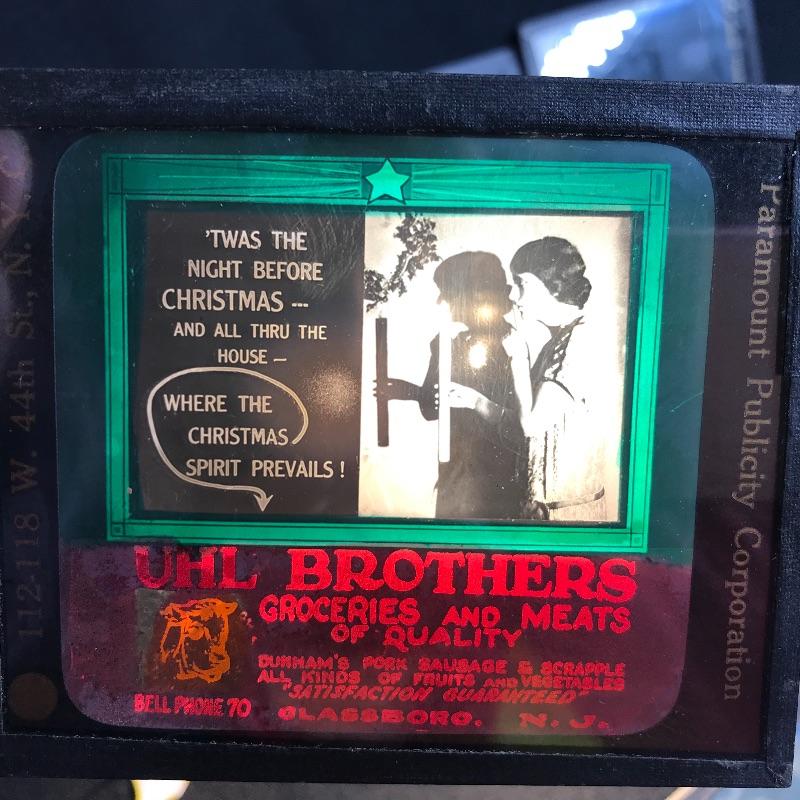 'TWAS THE
NIGHT BEFORE
CHRISTMAS ---
AND ALL THRU THE
HOUSE —
WHERE THE
CHRISTMAS
SPIRIT PREVAILS!
UHL BROTHERS
GROCERIES AND MEATS
OF QUALITY
DUNHAM'S PORK SAUSAGE & SCRAPPLE
ALL KINDS OF FRUITS AND VEGETABLES
"SATISFACTION GUARANTEED"
BELL PHONE 70
GLASSBORO, N. J.
Paramount Publicity Corporation
112-118 W. 44th St., N.